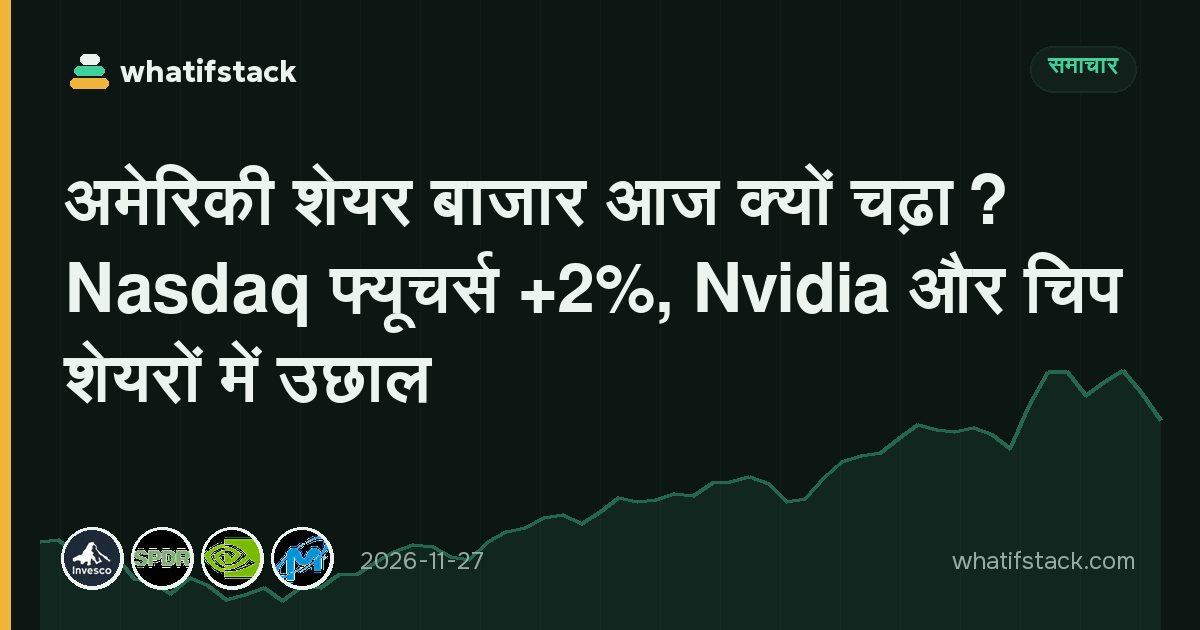 whatifstack
समाचार
अमेरिकी शेयर बाजार आज क्यों चढ़ा ?
Nasdaq फ्यूचर्स +2%, Nvidia और चिप
शेयरों में उछाल
Invesco
SPDR
2026-11-27
whatifstack.com